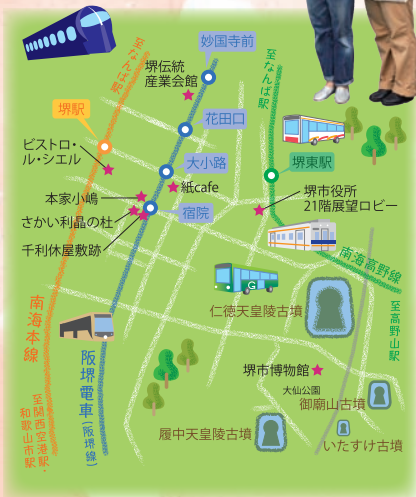 至なんば駅
妙国寺前
堺伝統
産業会館
至なんば駅
花田口
堺駅
ビストロ・
ル・シエル
大小路
堺東駅
紙cafe
本家小嶋
さかい利晶の杜
宿院
千利休屋敷跡
堺市役所
21階展望ロビー
南海高野線
至高野山駅
G
仁徳天皇陵古墳
南海本線
阪堺電車(阪堺線)
堺市博物館
大仙公園
御廟山古墳
履中天皇陵古墳
いたすけ古墳
至関西空港駅・
和歌山市駅